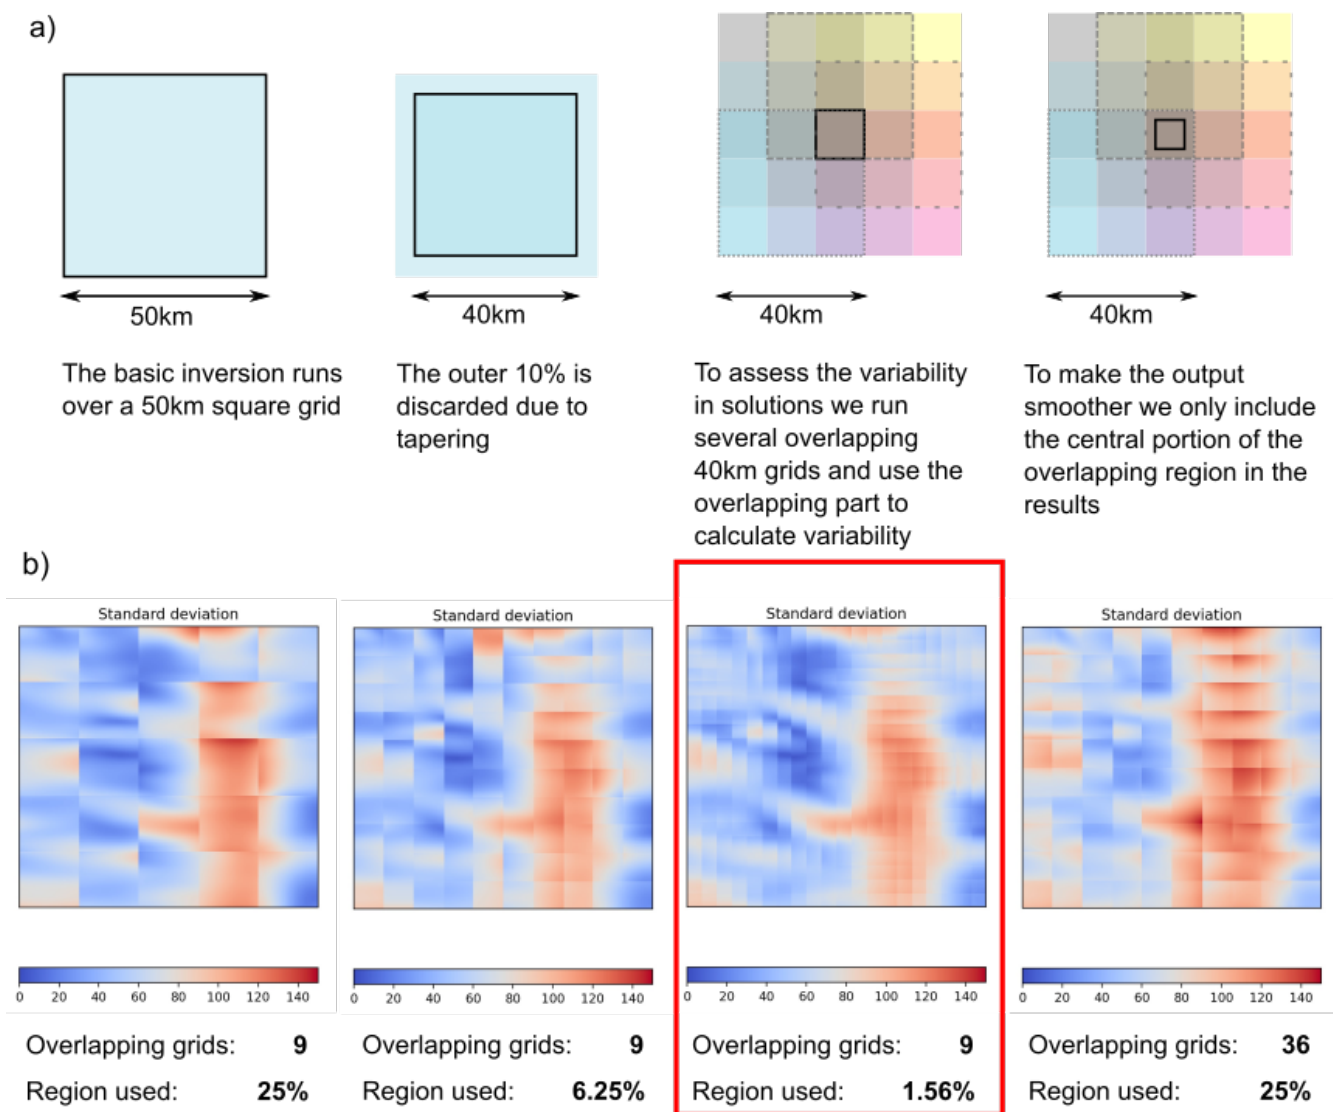 a)
50km
40km
40km
40km
The basic inversion runs
over a 50km square grid
The outer 10% is
discarded due to
tapering
To assess the variability
in solutions we run
several overlapping
40km grids and use the
overlapping part to
calculate variability
To make the output
smoother we only include
the central portion of the
overlapping region in the
results
b)
Standard deviation
0 20 40 60 80 100 120 140
Overlapping grids: 9
Region used: 25%
Standard deviation
0 20 40 60 80 100 120 140
Overlapping grids: 9
Region used: 6.25%
Standard deviation
0 20 40 60 80 100 120 140
Overlapping grids: 9
Region used: 1.56%
Standard deviation
0 20 40 60 80 100 120 140
Overlapping grids: 36
Region used: 25%